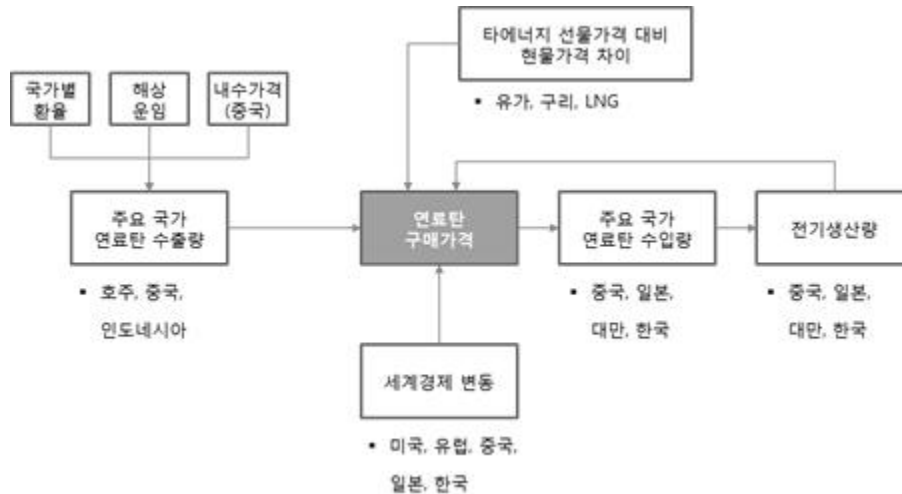 타에너지 선물가격 대비
현물가격 차이
▪ 유가, 구리, LNG
국가별
환율
해상
운임
내수가격
(중국)
주요 국가
연료탄 수출량
▪ 호주, 중국,
인도네시아
연료탄
구매가격
주요 국가
연료탄 수입량
▪ 중국, 일본,
대만, 한국
전기생산량
▪ 중국, 일본,
대만, 한국
세계경제 변동
▪ 미국, 유럽, 중국,
일본, 한국